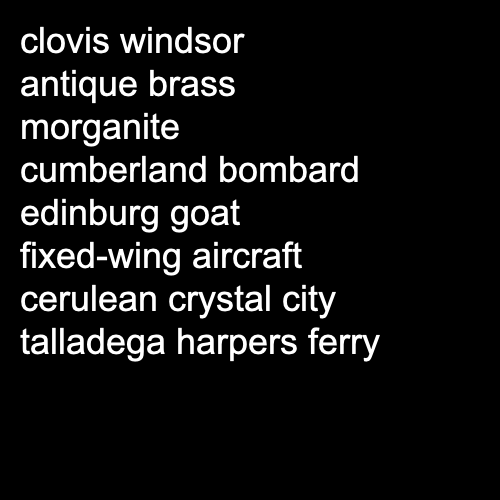 clovis windsor
antique brass
morganite
cumberland bombard
edinburg goat
fixed-wing aircraft
cerulean crystal city
talladega harpers ferry